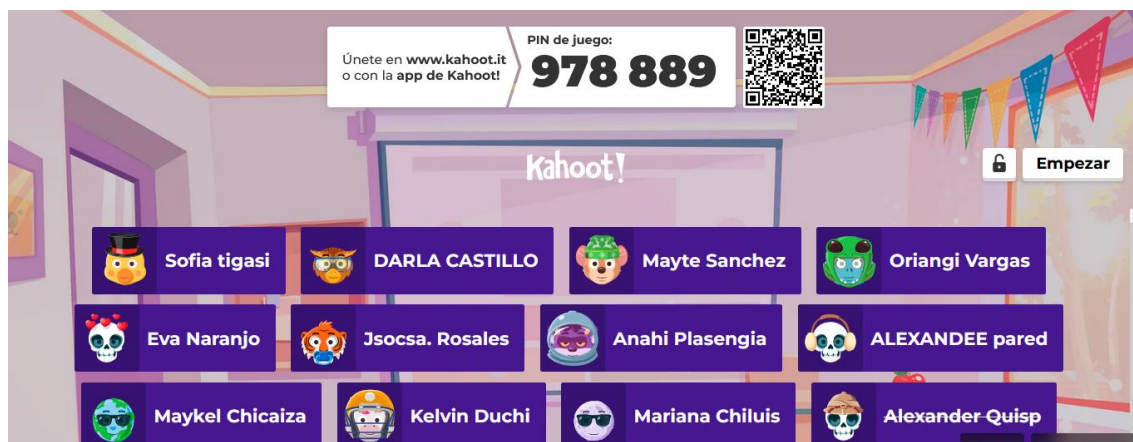 Únete en www.kahoot.it
o con la app de Kahoot!
PIN de juego:
978 889
Kahoot!
Empezar
Sofia tigasi
DARLA CASTILLO
Mayte Sanchez
Oriangi Vargas
Eva Naranjo
Jsocsa. Rosales
Anahi Plasengia
ALEXANDEE pared
Maykel Chicaiza
Kelvin Duchi
Mariana Chiluis
Alexander Quisp